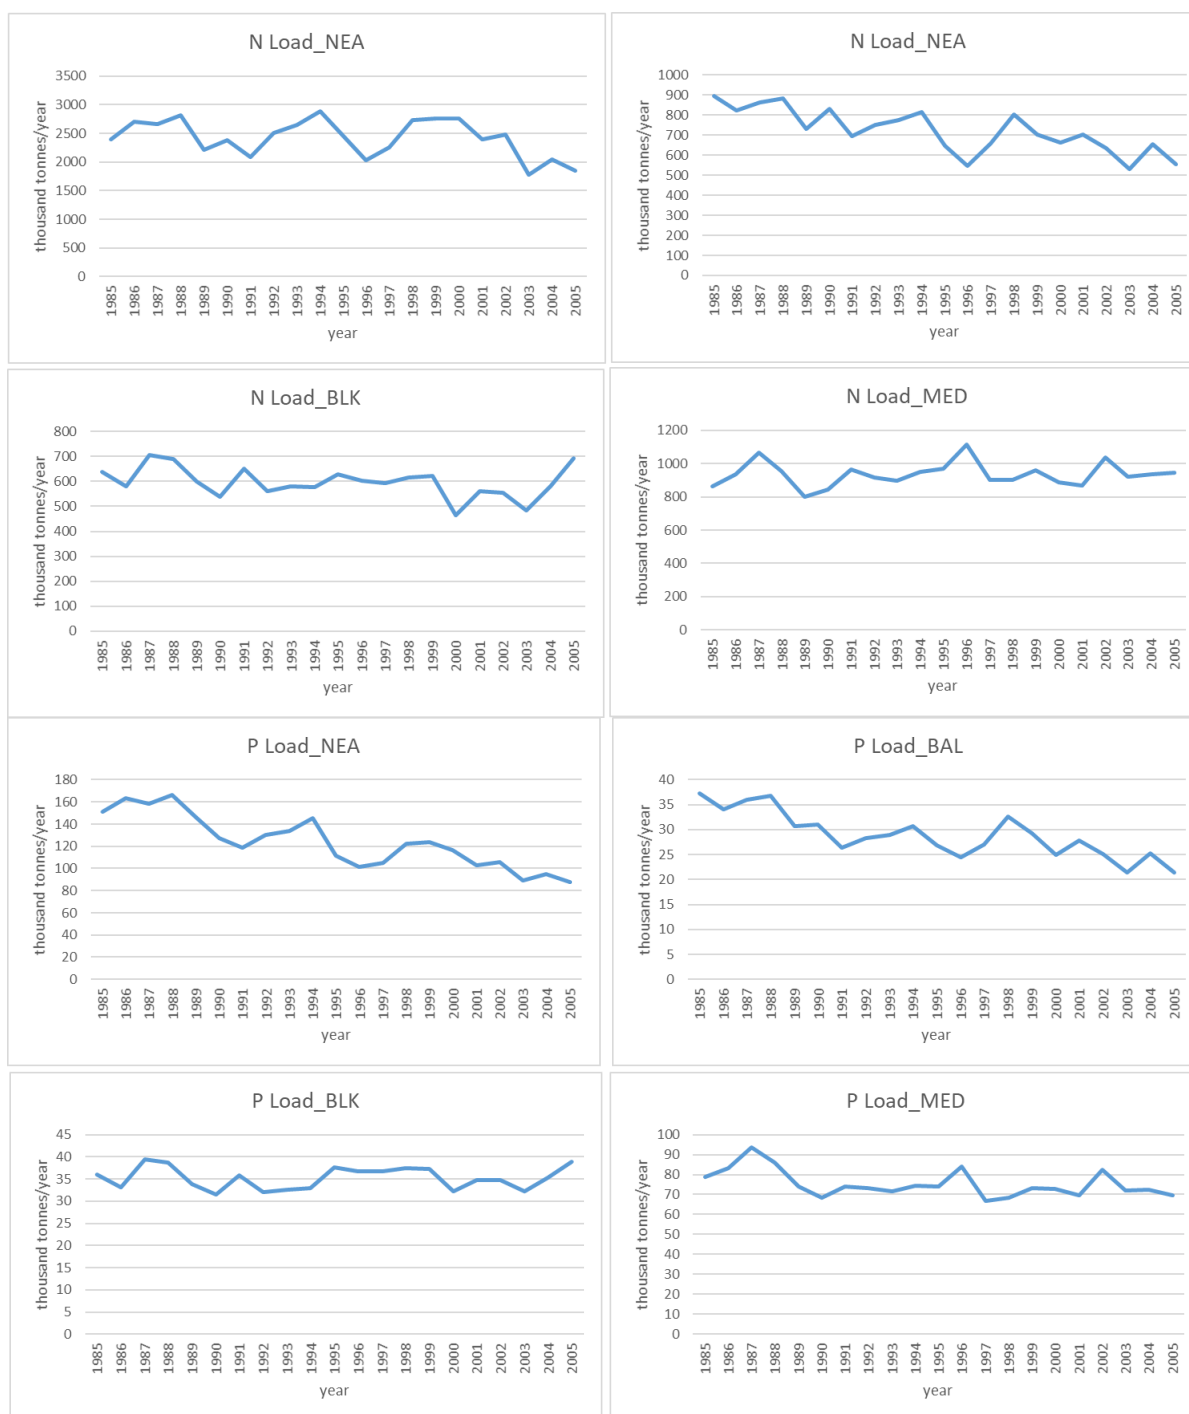 N Load_NEA
thousand tonnes/year
3500
3000
2500
2000
1500
1000
500
0
1985 1986 1987 1988 1989 1990 1991 1992 1993 1994 1995 1996 1997 1998 1999 2000 2001 2002 2003 2004 2005
year
N Load_NEA
thousand tonnes/year
1000
900
800
700
600
500
400
300
200
100
0
1985 1986 1987 1988 1989 1990 1991 1992 1993 1994 1995 1996 1997 1998 1999 2000 2001 2002 2003 2004 2005
year
N Load_BLK
thousand tonnes/year
800
700
600
500
400
300
200
100
0
1985 1986 1987 1988 1989 1990 1991 1992 1993 1994 1995 1996 1997 1998 1999 2000 2001 2002 2003 2004 2005
year
N Load_MED
thousand tonnes/year
1200
1000
800
600
400
200
0
1985 1986 1987 1988 1989 1990 1991 1992 1993 1994 1995 1996 1997 1998 1999 2000 2001 2002 2003 2004 2005
year
P Load_NEA
thousand tonnes/year
180
160
140
120
100
80
60
40
20
0
1985 1986 1987 1988 1989 1990 1991 1992 1993 1994 1995 1996 1997 1998 1999 2000 2001 2002 2003 2004 2005
year
P Load_BAL
thousand tonnes/year
40
35
30
25
20
15
10
5
0
1985 1986 1987 1988 1989 1990 1991 1992 1993 1994 1995 1996 1997 1998 1999 2000 2001 2002 2003 2004 2005
year
P Load_BLK
thousand tonnes/year
45
40
35
30
25
20
15
10
5
0
1985 1986 1987 1988 1989 1990 1991 1992 1993 1994 1995 1996 1997 1998 1999 2000 2001 2002 2003 2004 2005
year
P Load_MED
thousand tonnes/year
100
90
80
70
60
50
40
30
20
10
0
1985 1986 1987 1988 1989 1990 1991 1992 1993 1994 1995 1996 1997 1998 1999 2000 2001 2002 2003 2004 2005
year